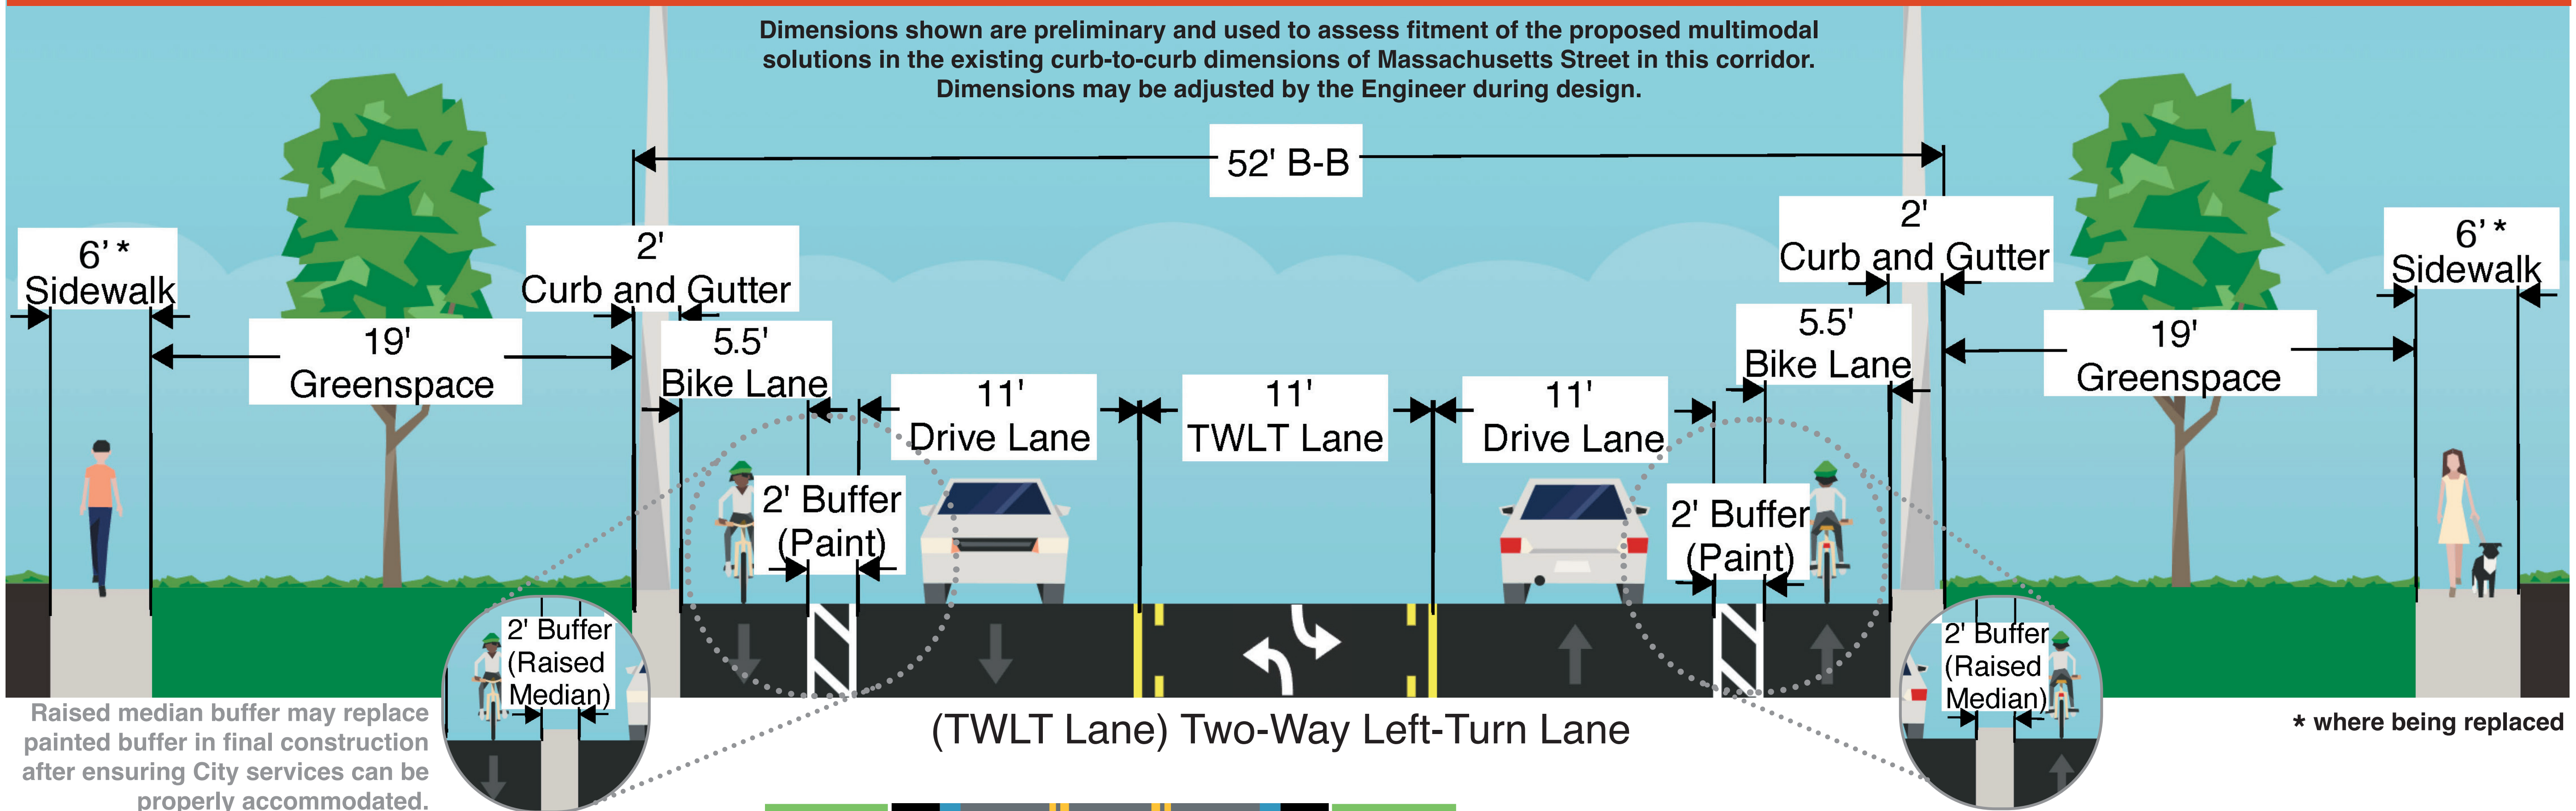 Dimensions shown are preliminary and used to assess fitment of the proposed multimodal
solutions in the existing curb-to-curb dimensions of Massachusetts Street in this corridor.
Dimensions may be adjusted by the Engineer during design.
52' B-B
6' *
Sidewalk
19'
Greenspace
2'
Curb and Gutter
5.5'
Bike Lane
2' Buffer
(Paint)
11'
Drive Lane
11'
TWLT Lane
11'
Drive Lane
2' Buffer
(Paint)
5.5'
Bike Lane
2'
Curb and Gutter
19'
Greenspace
6' *
Sidewalk
2' Buffer
(Raised
Median)
2' Buffer
(Raised
Median)
Raised median buffer may replace
painted buffer in final construction
after ensuring City services can be
properly accommodated.
(TWLT Lane) Two-Way Left-Turn Lane
* where being replaced